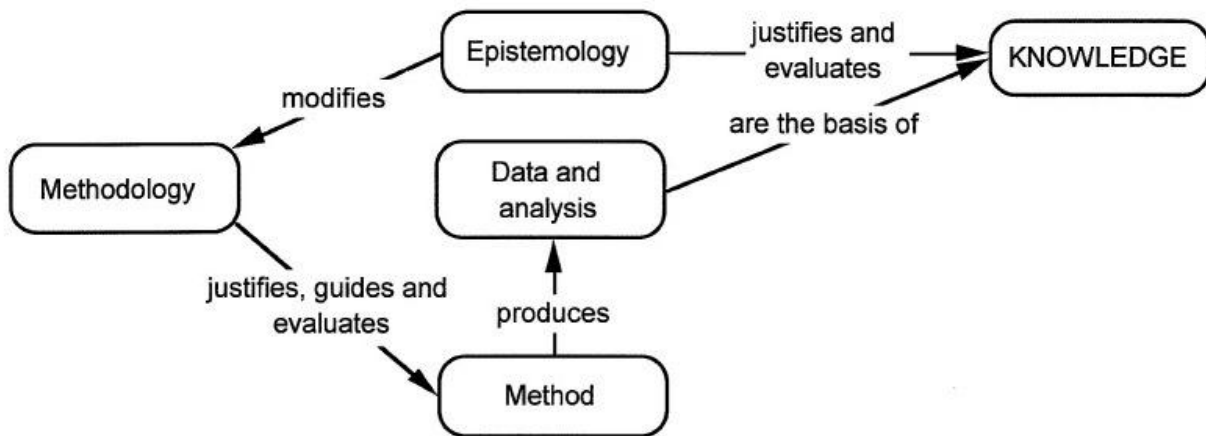 Epistemology
justifies and
evaluates
KNOWLEDGE
modifies
are the basis of
Methodology
Data and
analysis
justifies, guides and
evaluates
produces
Method